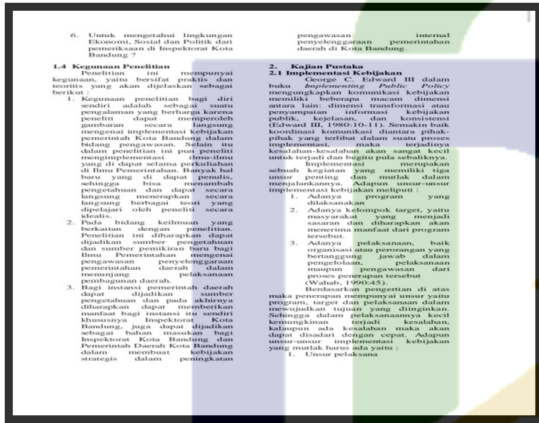 6. Untuk mengetahui lingkungan
Ekonomi, Sosial dan Politik dari
pemeriksaan di Inspektorat Kota
Bandung ?
1.4 Kegunaan Penelitian
Penelitian ini mempunyai
kegunaan, yaitu bersifat praktis dan
teoritis yang akan dijelaskan sebagai
berikut :
1. Kegunaan penelitian bagi diri
sendiri adalah sebagai suatu
pengalaman yang berharga karena
peneliti dapat memperoleh
gambaran secara langsung
mengenai implementasi kebijakan
pemerintah Kota Bandung dalam
bidang pengawasan. Selain itu
dalam penelitian ini pun peneliti
mengimplementasi ilmu-ilmu
yang di dapat selama perkuliahan
di Ilmu Pemerintahan. Banyak hal
baru yang di dapat penulis,
sehingga bisa menambah
pengetahuan dan dapat secara
langsung menerapkan secara
langsung berbagai teori yang
dipelajari oleh peneliti secara
idealis.
2. Pada bidang keilmuan yang
berkaitan dengan penelitian.
Penelitian ini diharapkan dapat
dijadikan sumber pengetahuan
dan sumber pemikiran baru bagi
Ilmu Pemerintahan mengenai
pengawasan penyelenggaraan
pemerintahan daerah dalam
menunjang pelaksanaan
pembagunan daerah.
3. Bagi instansi pemerintah daerah
dapat dijadikan sumber
pengetahuan dan pada akhirnya
diharapkan dapat memberikan
manfaat bagi instansi itu sendiri
khususnya Inspektorat Kota
Bandung, juga dapat dijadikan
sebagai bahan masukan bagi
Inspektorat Kota Bandung dan
Pemerintah Daerah Kota Bandung
dalam membuat kebijakan
strategis dalam peningkatan
pengawasan internal
penyelenggaraan pemerintahan
daerah di Kota Bandung.
2. Kajian Pustaka
2.1 Implementasi Kebijakan
George C. Edward III dalam
buku Implementing Public Policy
mengungkapkan komunikasi kebijakan
memiliki beberapa macam dimensi
antara lain: dimensi transformasi atau
penyampaian informasi kebijakan
publik, kejelasan, dan konsistensi
(Edward III, 1980:10-11). Semakin baik
koordinasi komunikasi diantara pihak-
pihak yang terlibat dalam suatu proses
implementasi, maka terjadinya
kesalahan-kesalahan akan sangat kecil
untuk terjadi dan begitu pula sebaliknya.
Implementasi merupakan
sebuah kegiatan yang memiliki tiga
unsur penting dan mutlak dalam
menjalankannya. Adapun unsur-unsur
implementasi kebijakan meliputi :
1. Adanya program yang
dilaksanakan
2. Adanya kelompok target, yaitu
masyarakat yang menjadi
sasaran dan diharapkan akan
menerima manfaat dari program
tersebut.
3. Adanya pelaksanaan, baik
organisasi atau perorangan yang
bertanggung jawab dalam
pengelolaan, pelaksanaan
maupun pengawasan dari
proses penerapan tersebut
(Wahab, 1990:45).
Berdasarkan pengertian di atas
maka penerapan mempunyai unsur yaitu
program, target dan pelaksanaan dalam
mewujudkan tujuan yang diinginkan.
Sehingga dalam pelaksanaannya kecil
kemungkinan terjadi kesalahan,
kalaupun ada kesalahan maka akan
dapat disadari dengan cepat. Adapun
unsur-unsur implementasi kebijakan
yang mutlak harus ada yaitu :
1. Unsur pelaksana